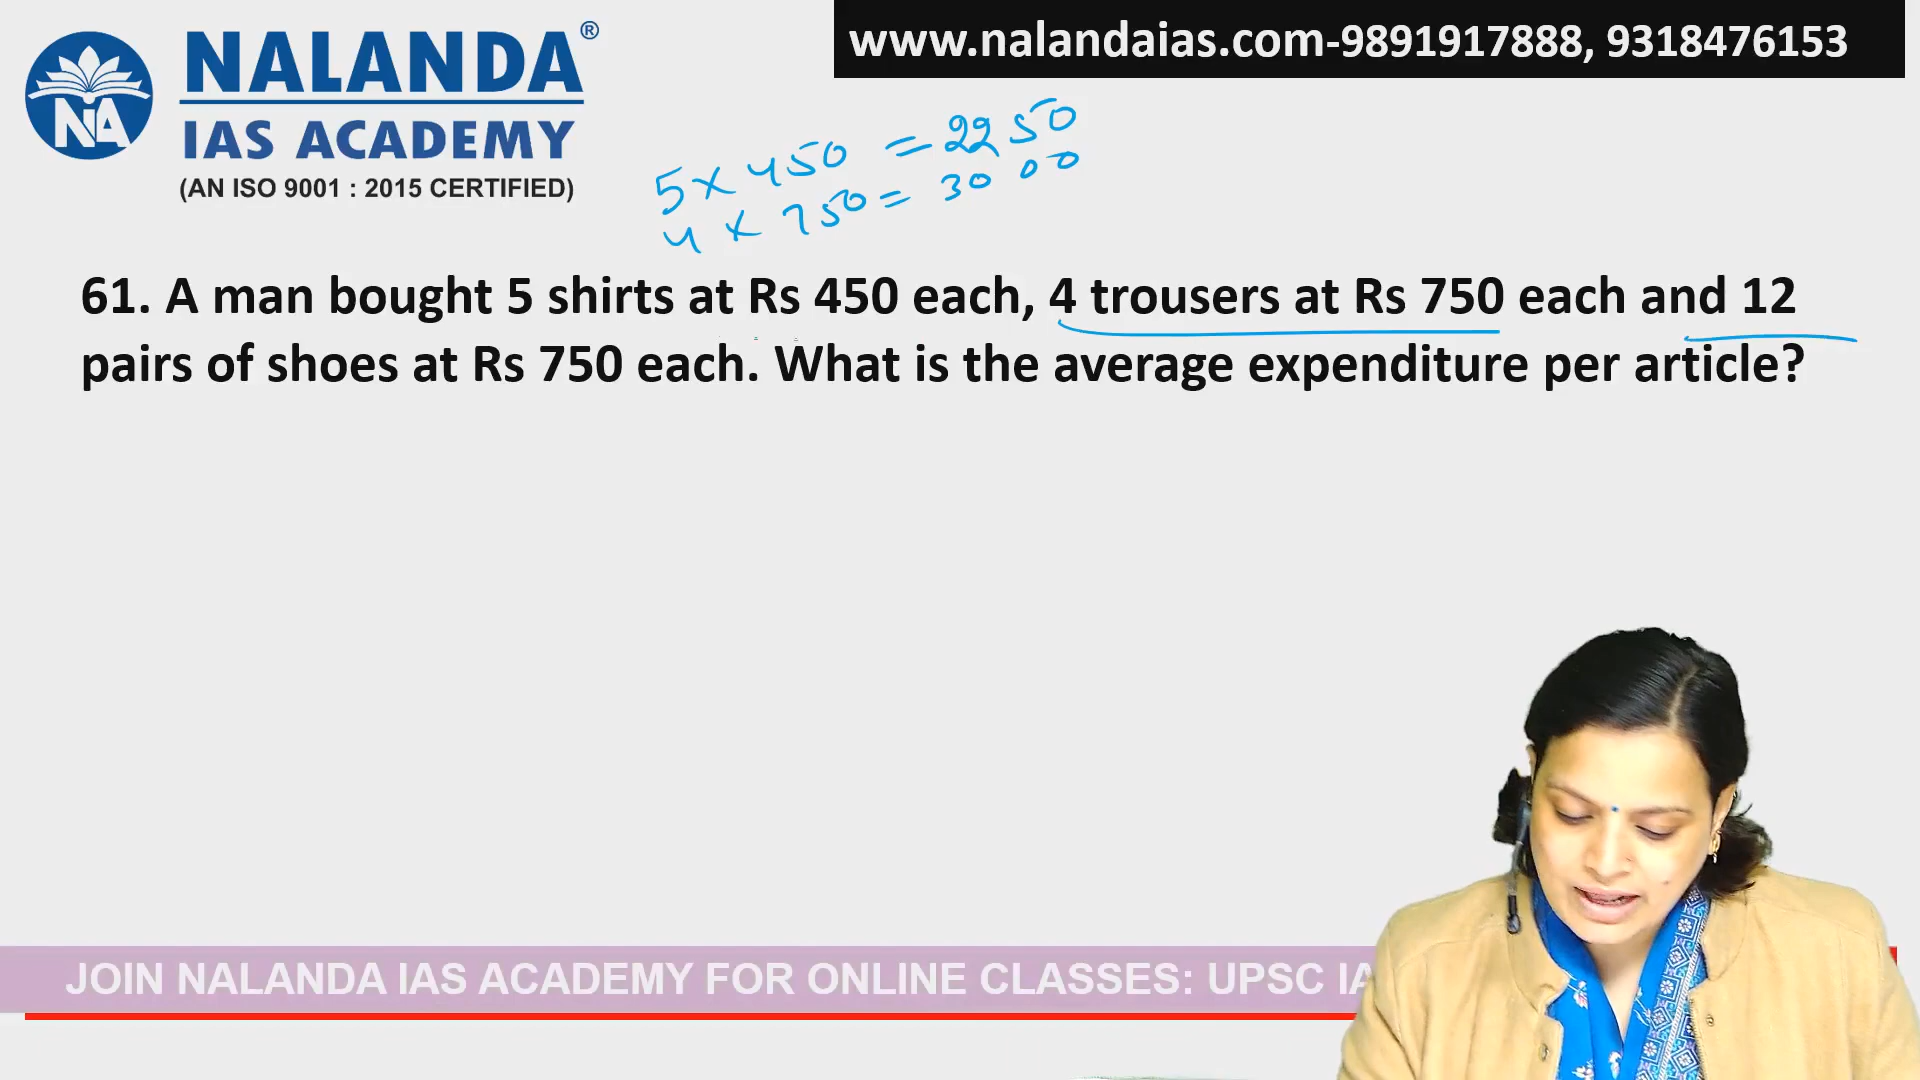 NALANDA®
IAS ACADEMY
(AN ISO 9001 : 2015 CERTIFIED)
NA
www.nalandaias.com-9891917888, 9318476153
5 x 450 = 2250
4 x 750 = 3000
61. A man bought 5 shirts at Rs 450 each, 4 trousers at Rs 750 each and 12
pairs of shoes at Rs 750 each. What is the average expenditure per article?
JOIN NALANDA IAS ACADEMY FOR ONLINE CLASSES: UPSC IA